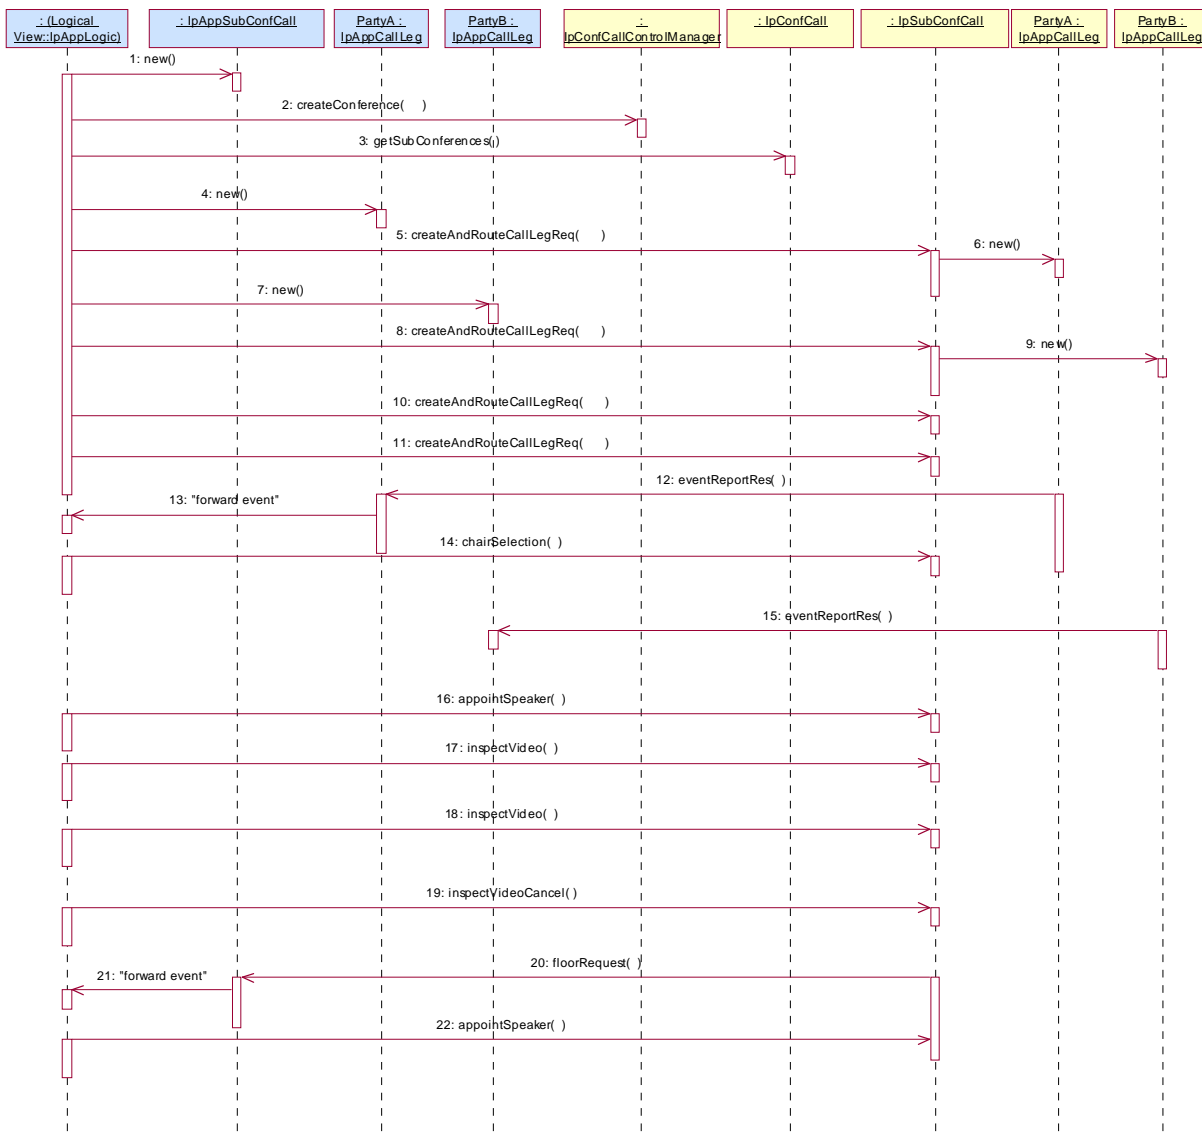 : (Logical
View::IpAppLogic)
: IpAppSubConfCall
PartyA :
IpAppCallLeg
PartyB :
IpAppCallLeg
:
IpConfCallControlManager
: IpConfCall
: IpSubConfCall
PartyA :
IpAppCallLeg
PartyB :
IpAppCallLeg
1: new()
2: createConference( )
3: getSubConferences()
4: new()
5: createAndRouteCallLegReq( )
6: new()
7: new()
8: createAndRouteCallLegReq( )
9: new()
10: createAndRouteCallLegReq( )
11: createAndRouteCallLegReq( )
12: eventReportRes( )
13: "forward event"
14: chairSelection( )
15: eventReportRes( )
16: appointSpeaker( )
17: inspectVideo( )
18: inspectVideo( )
19: inspectVideoCancel( )
20: floorRequest( )
21: "forward event"
22: appointSpeaker( )